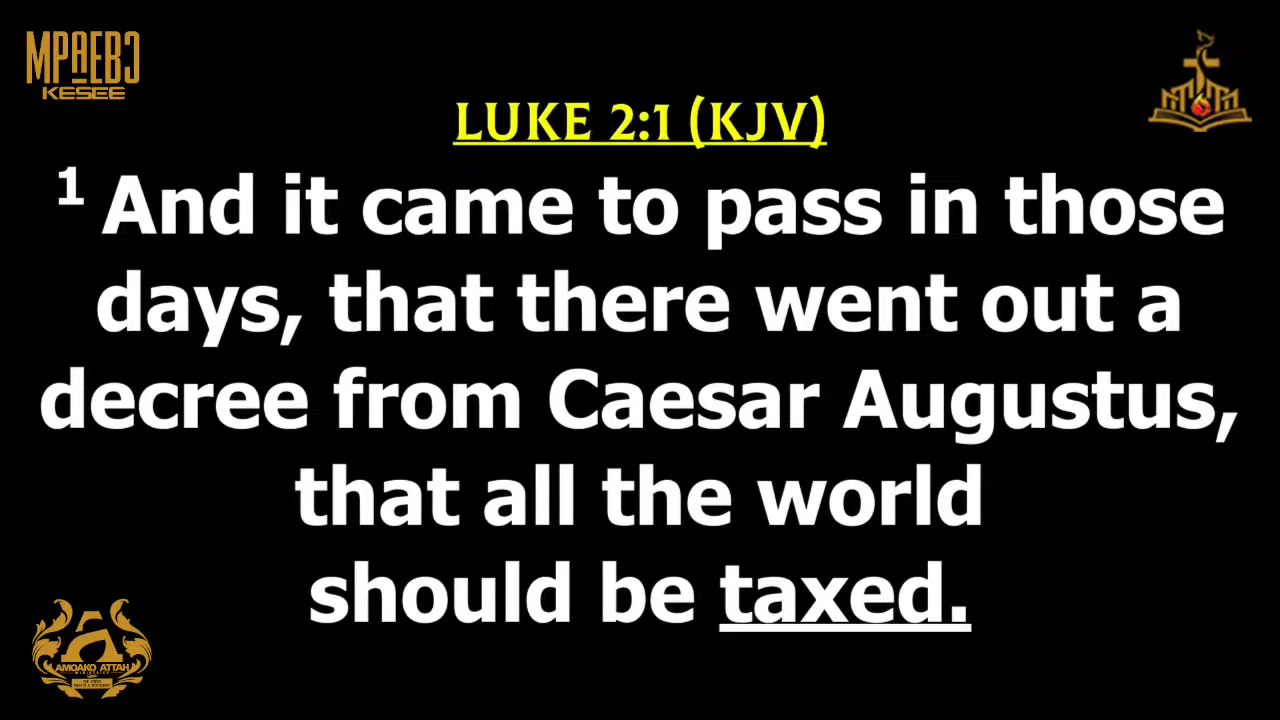 MPAEBƆ
KESEE
LUKE 2:1 (KJV)
1 And it came to pass in those
days, that there went out a
decree from Caesar Augustus,
that all the world
should be taxed.
A
AMOAKO ATTAH
MINISTRIES